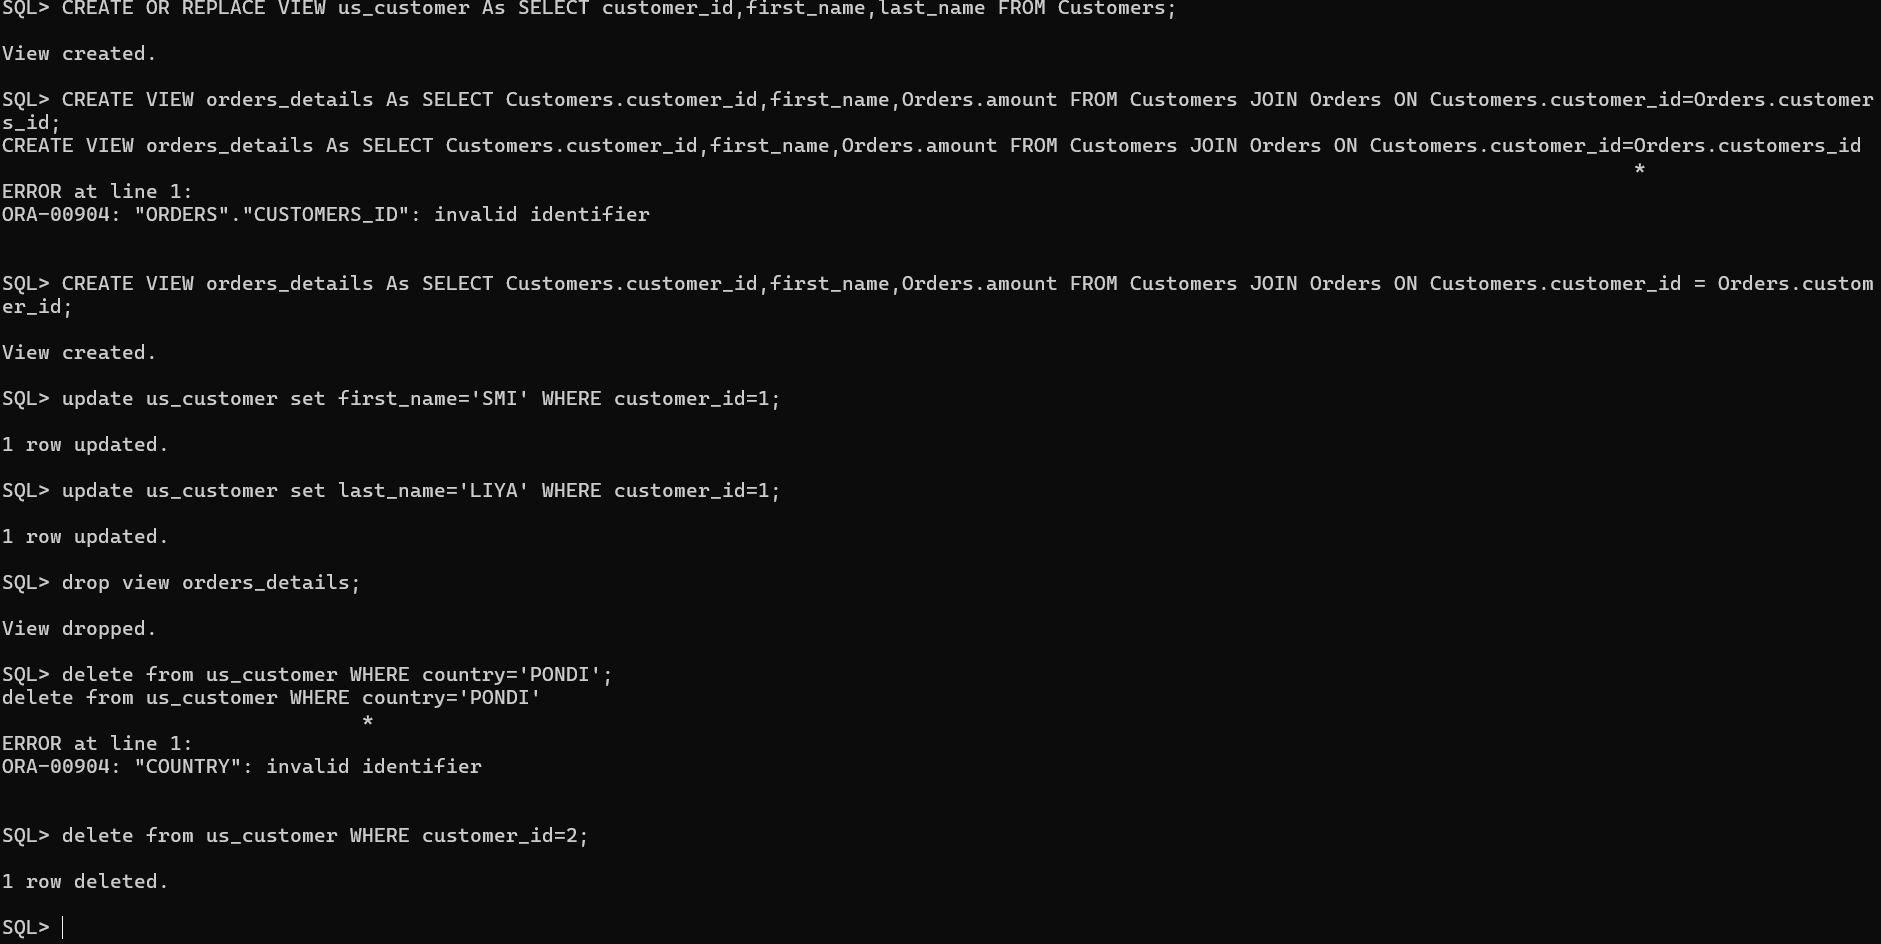 SQL> CREATE OR REPLACE VIEW us_customer As SELECT customer_id,first_name,last_name FROM Customers;
View created.
SQL> CREATE VIEW orders_details As SELECT Customers.customer_id,first_name,Orders.amount FROM Customers JOIN Orders ON Customers.customer_id=Orders.customer
s_id;
CREATE VIEW orders_details As SELECT Customers.customer_id,first_name,Orders.amount FROM Customers JOIN Orders ON Customers.customer_id=Orders.customers_id
*
ERROR at line 1:
ORA-00904: "ORDERS"."CUSTOMERS_ID": invalid identifier
SQL> CREATE VIEW orders_details As SELECT Customers.customer_id,first_name,Orders.amount FROM Customers JOIN Orders ON Customers.customer_id = Orders.custom
er_id;
View created.
SQL> update us_customer set first_name='SMI' WHERE customer_id=1;
1 row updated.
SQL> update us_customer set last_name='LIYA' WHERE customer_id=1;
1 row updated.
SQL> drop view orders_details;
View dropped.
SQL> delete from us_customer WHERE country='PONDI';
delete from us_customer WHERE country='PONDI'
*
ERROR at line 1:
ORA-00904: "COUNTRY": invalid identifier
SQL> delete from us_customer WHERE customer_id=2;
1 row deleted.
SQL>